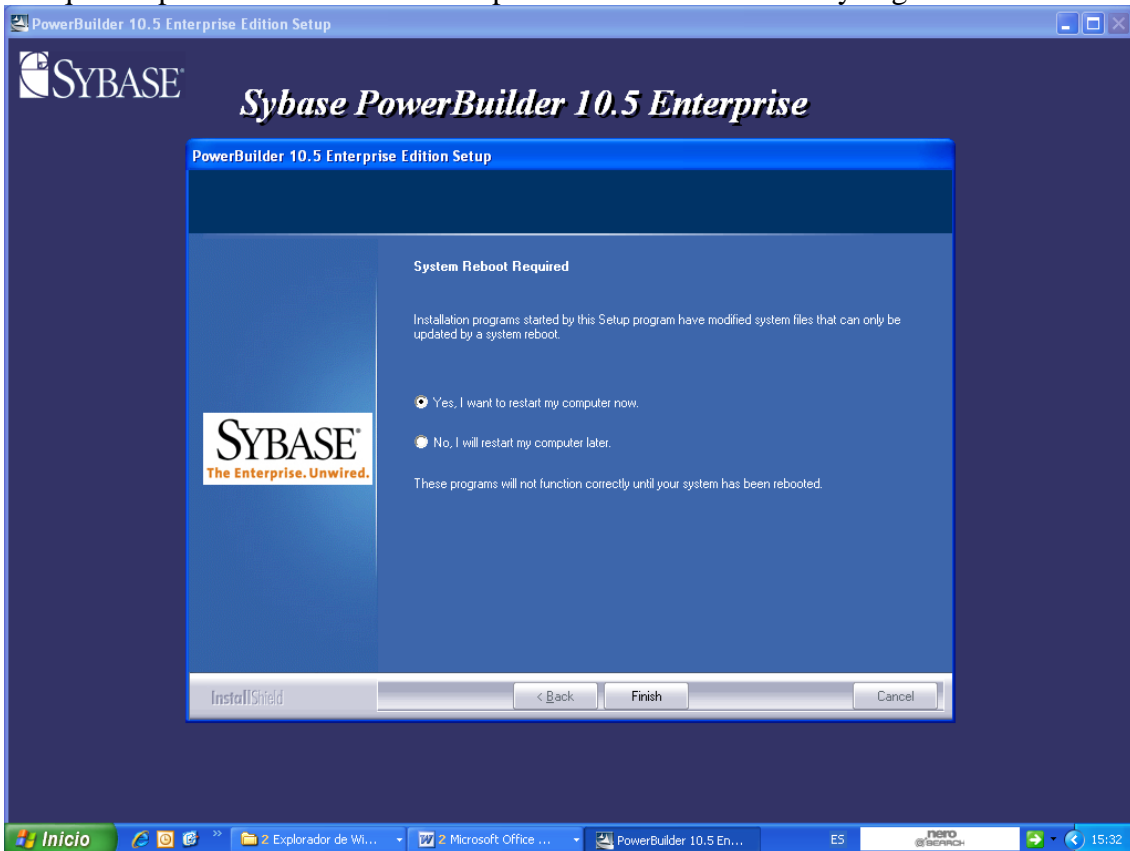 PowerBuilder 10.5 Enterprise Edition Setup
SYBASE®
Sybase PowerBuilder 10.5 Enterprise
PowerBuilder 10.5 Enterprise Edition Setup
System Reboot Required
Installation programs started by this Setup program have modified system files that can only be
updated by a system reboot.
Yes, I want to restart my computer now.
No, I will restart my computer later.
SYBASE®
The Enterprise. Unwired.
These programs will not function correctly until your system has been rebooted.
InstallShield
< Back
Finish
Cancel
Inicio
2 Explorador de Wi...
2 Microsoft Office ...
PowerBuilder 10.5 En...
ES
nero
SEARCH
15:32